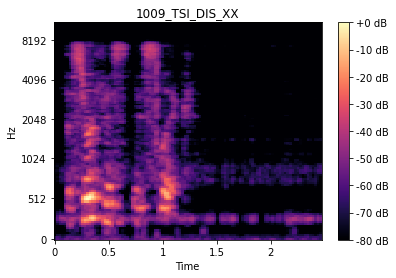 1009_TSI_DIS_XX
Hz
8192
4096
2048
1024
512
0
0
0.5
1
1.5
2
Time
+0 dB
-10 dB
-20 dB
-30 dB
-40 dB
-50 dB
-60 dB
-70 dB
-80 dB